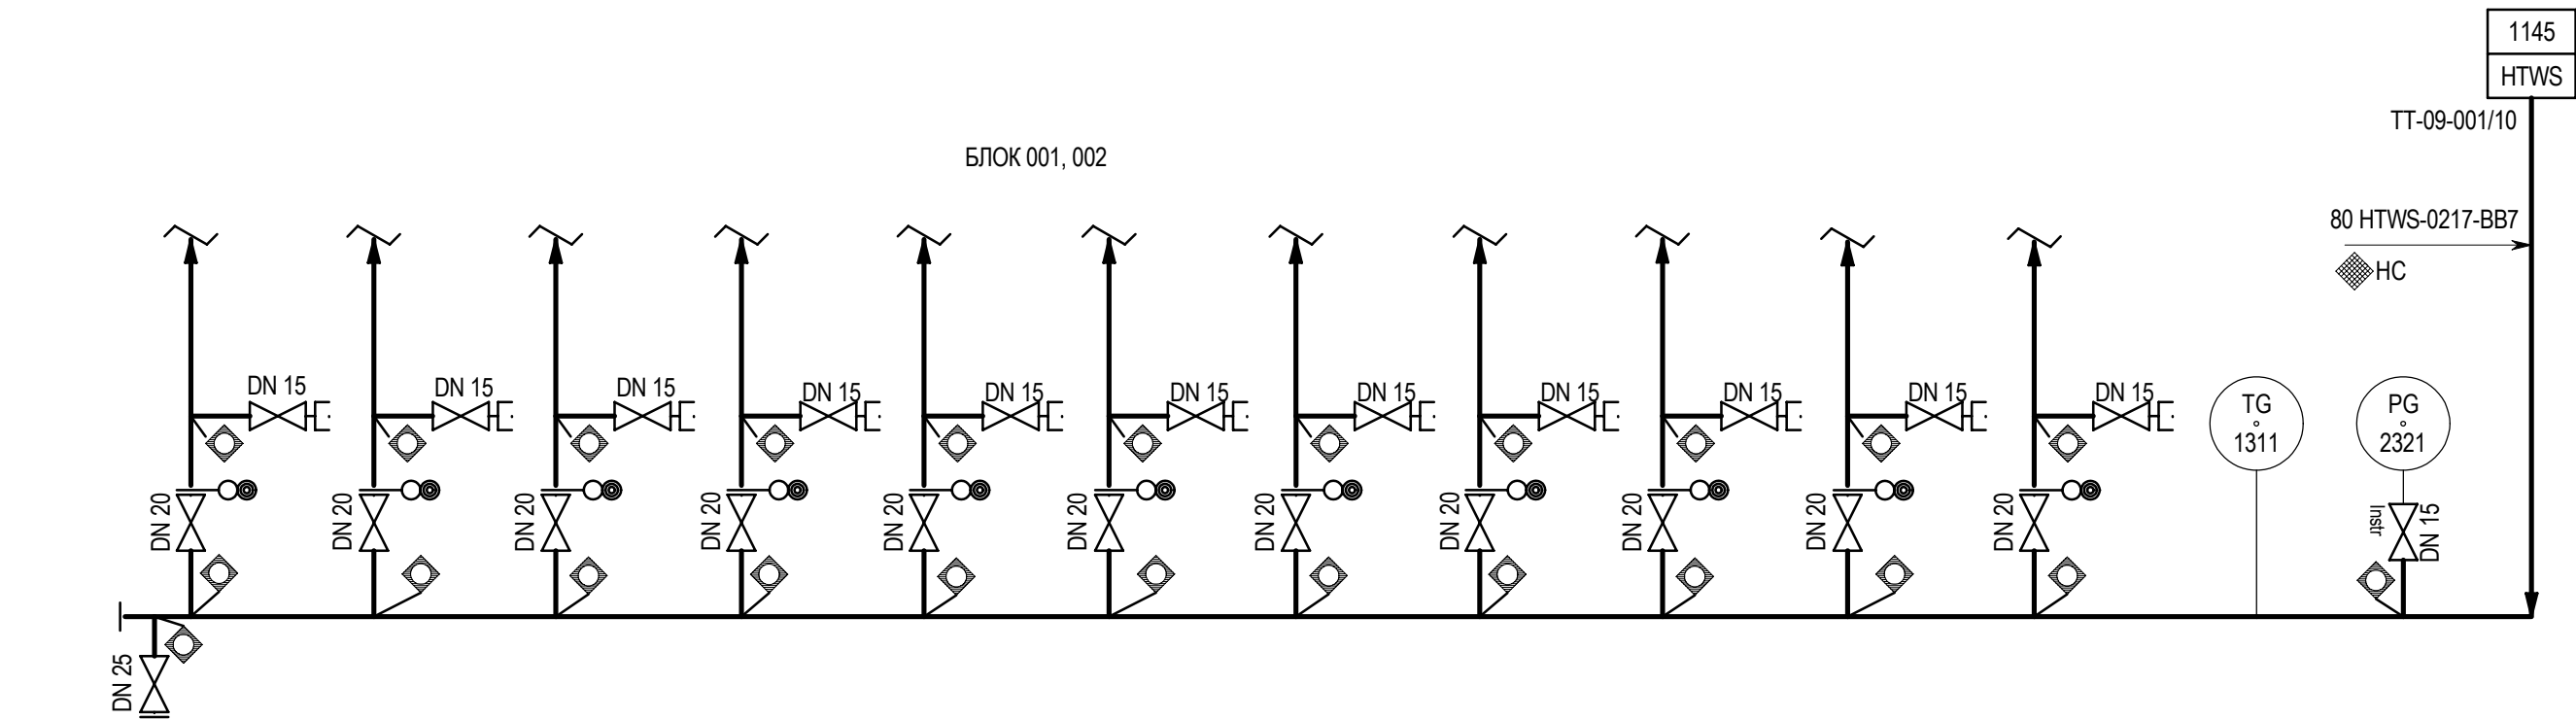 1145
HTWS
TT-09-001/10
БЛОК 001, 002
80 HTWS-0217-BB7
HC
DN 15
DN 15
DN 15
DN 15
DN 15
DN 15
DN 15
DN 15
DN 15
DN 15
DN 15
TG
1311
PG
2321
DN 20
DN 20
DN 20
DN 20
DN 20
DN 20
DN 20
DN 20
DN 20
DN 20
DN 20
Instr
DN 15
DN 25